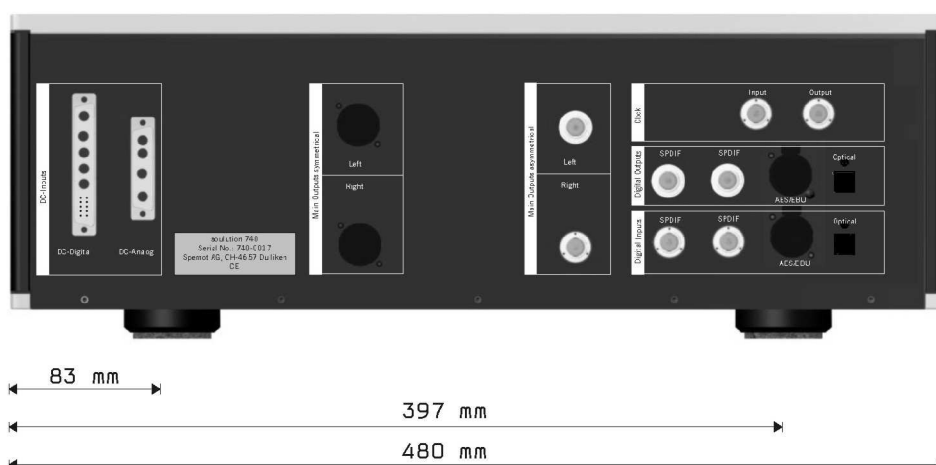 DC-Inputs
DC-Digital
DC-Analog
soulution 740
Serial No.: 740-C017
Spemot AG, CH-4657 Dulliken
CE
Main Outputs symmetrical
Left
Right
Main Outputs asymmetrical
Left
Right
Clock
Input Output
Digital Outputs
SPDIF SPDIF
AES/EBU
Optical
Digital Inputs
SPDIF SPDIF
AES/EBU
Optical
83 mm
397 mm
480 mm